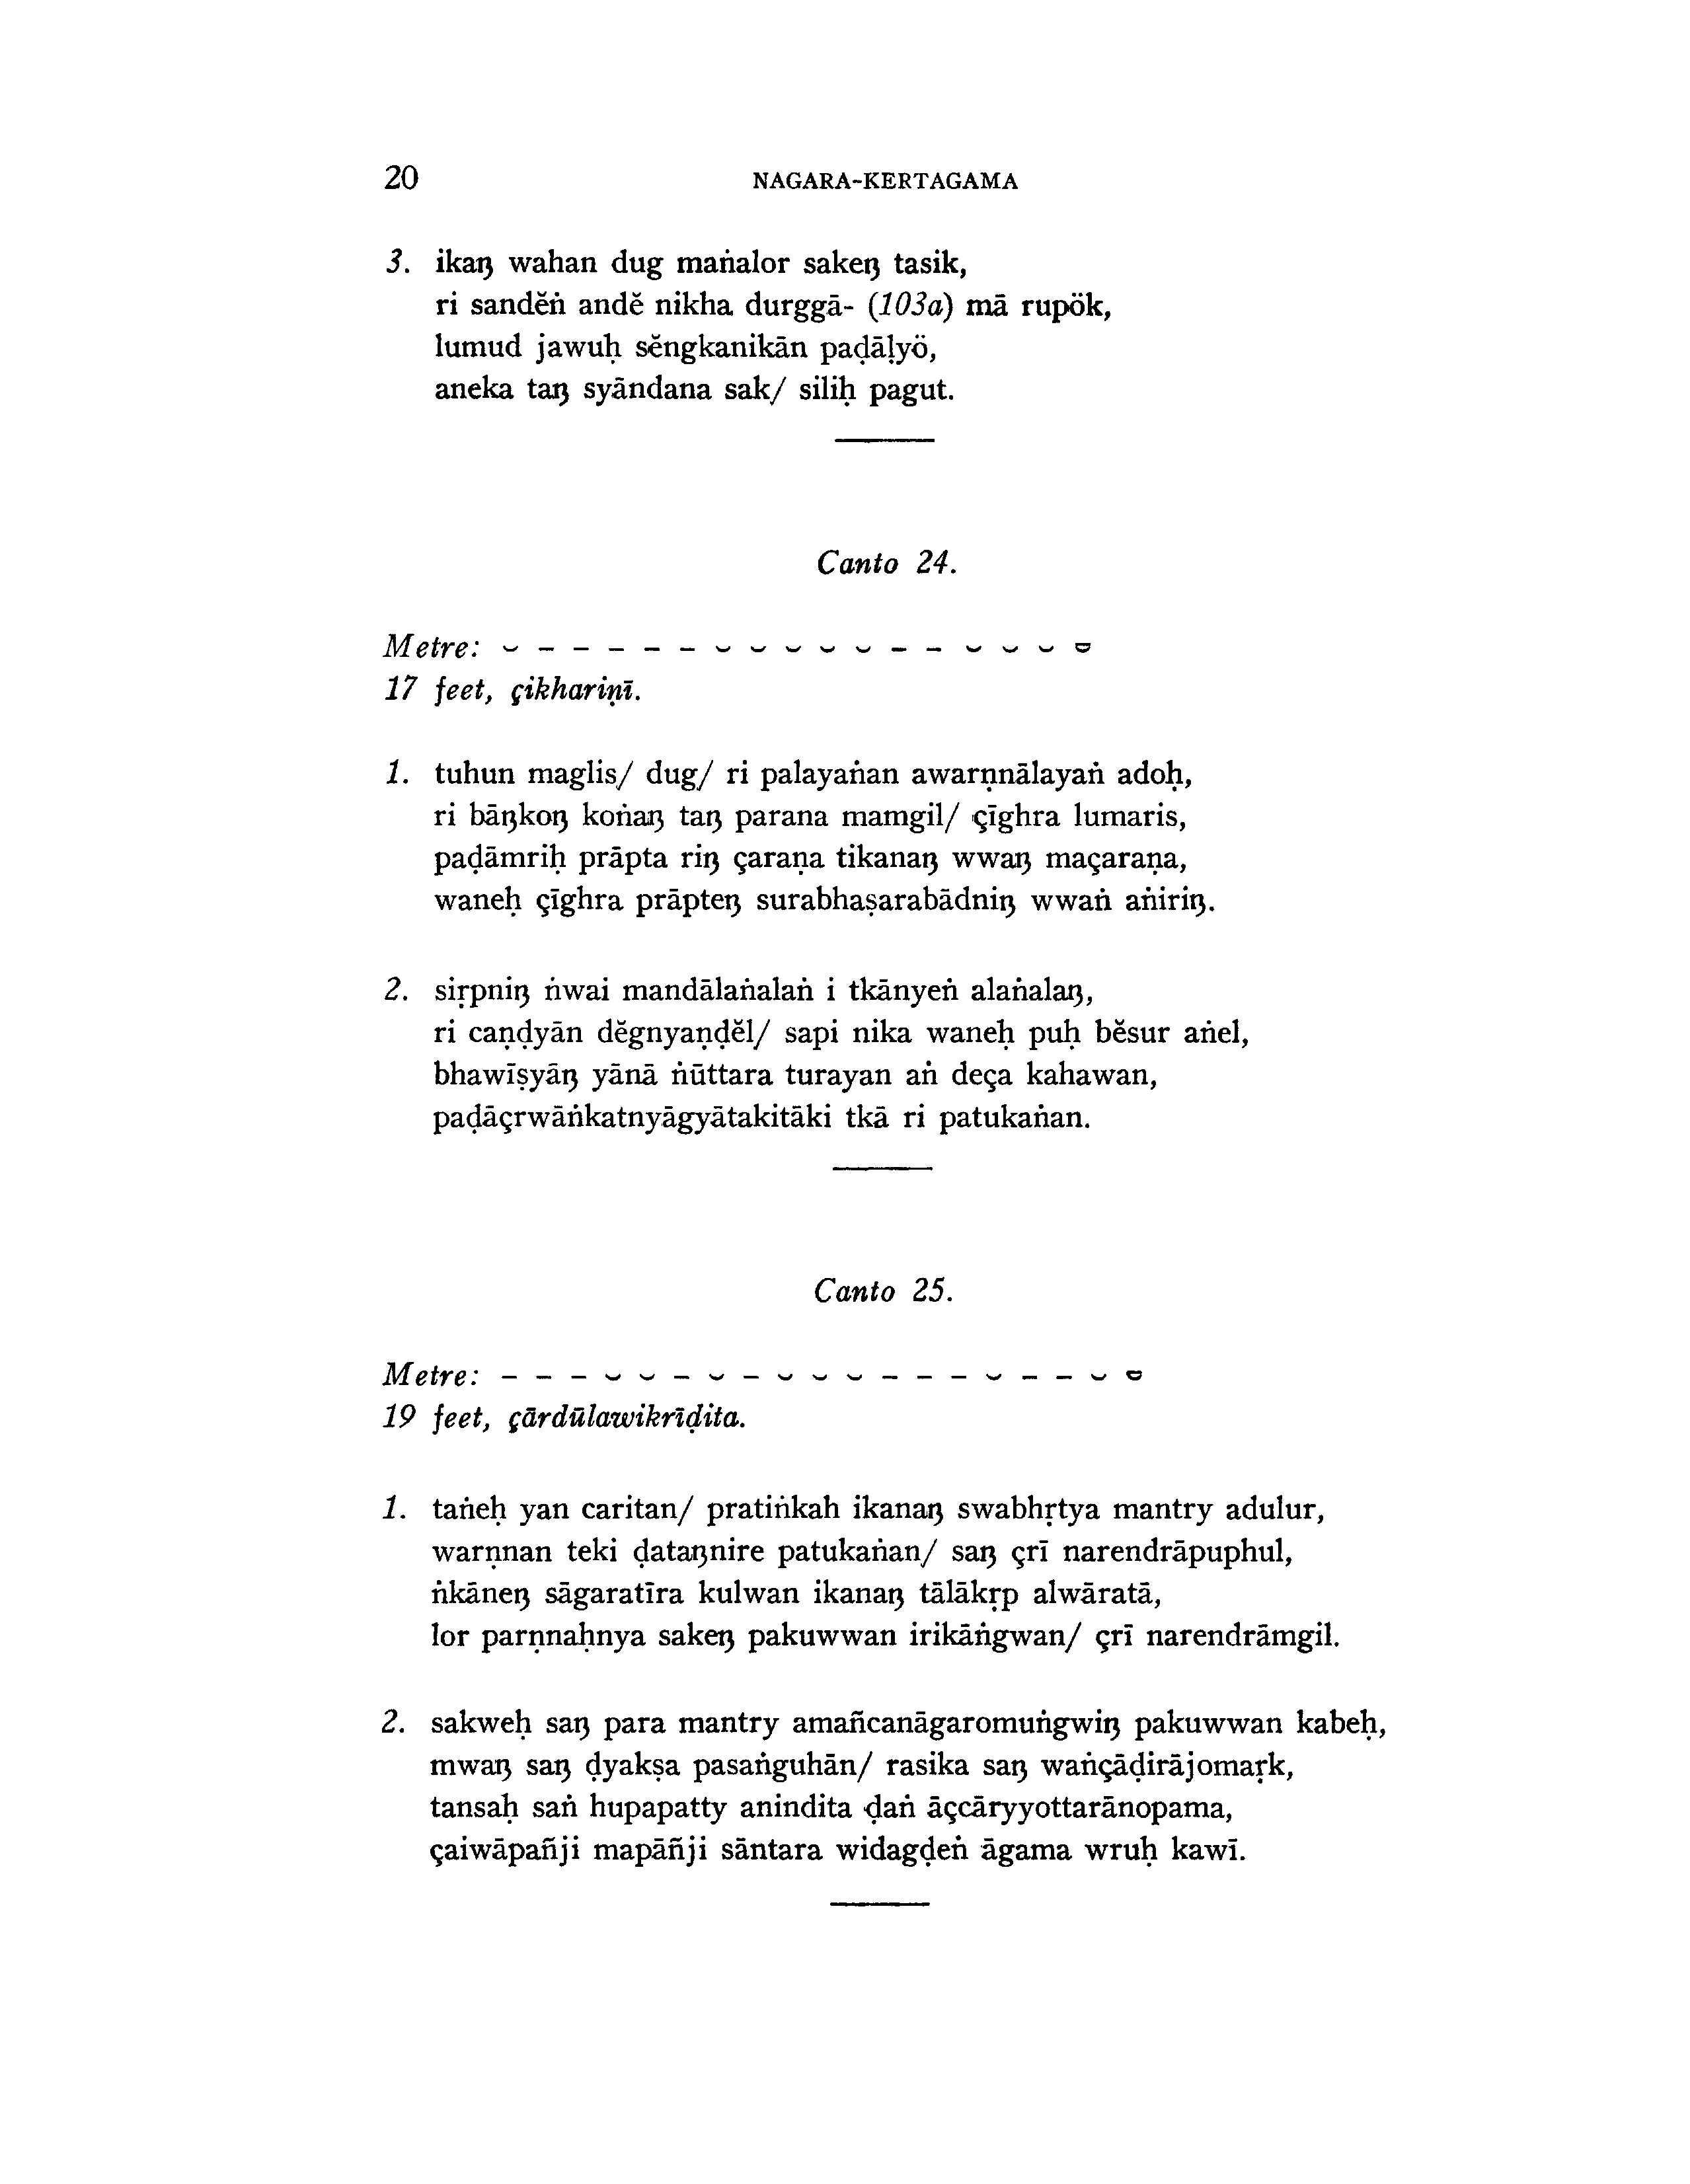 20 NAGARA-KERTAGAMA
3. ikaŋ wahan dug maṅalor sakeŋ tasik,
ri sandĕṅ andĕ nikha durggā- (103a) mā rupök,
lumud jawuḥ sĕngkanikān paḍāḷyö,
aneka taŋ syāndana sak/ siliḥ pagut.
Canto 24.
Metre: ⏑ – – – – – ⏑ ⏑ ⏑ ⏑ ⏑ – – ⏑ ⏑ ⏑ ⏓
17 feet, çikhariṇī.
1. tuhun maglis/ dug/ ri palayaṅan awarṇnālayaṅ adoḥ,
ri bāŋkoŋ koṅaŋ taŋ parana mamgil/ çīghra lumaris,
paḍāmriḥ prāpta riŋ çaraṇa tikanaŋ wwaŋ maçaraṇa,
waneḥ çīghra prāpteŋ surabhaṣarabādniŋ wwaṅ aṅiriŋ.
2. siṛpniŋ ṅwai mandālaṅalaṅ i tkānyeṅ alaṅalaŋ,
ri caṇḍyān dĕgnyaṇḍĕl/ sapi nika waneḥ puḥ bĕsur aṅel,
bhawīṣyāŋ yānā ṅūttara turayan aṅ deça kahawan,
paḍāçrwāṅkatnyāgyātakitāki tkā ri patukaṅan.
Canto 25.
Metre: – – – ⏑ ⏑ – ⏑ – ⏑ ⏑ ⏑ – – – ⏑ – – ⏑ ⏓
19 feet, çārdūlawikrīḍita.
1. taṅeḥ yan caritan/ pratiṅkah ikanaŋ swabhṛtya mantry adulur,
warṇnan teki ḍataŋnire patukaṅan/ saŋ çrī narendrāpuphul,
ṅkāneŋ sāgaratīra kulwan ikanaŋ tālākṛp alwāratā,
lor parṇnaḥnya sakeŋ pakuwwan irikāṅgwan/ çrī narendrāmgil.
2. sakweḥ saŋ para mantry amañcanāgaromuṅgwiŋ pakuwwan kabeḥ,
mwaŋ saŋ ḍyakṣa pasaṅguhān/ rasika saŋ waṅçāḍirājomaṛk,
tansaḥ saṅ hupapatty anindita ḍaṅ āçcāryyottarānopama,
çaiwāpañji mapāñji sāntara widagḍeṅ āgama wruḥ kawī.